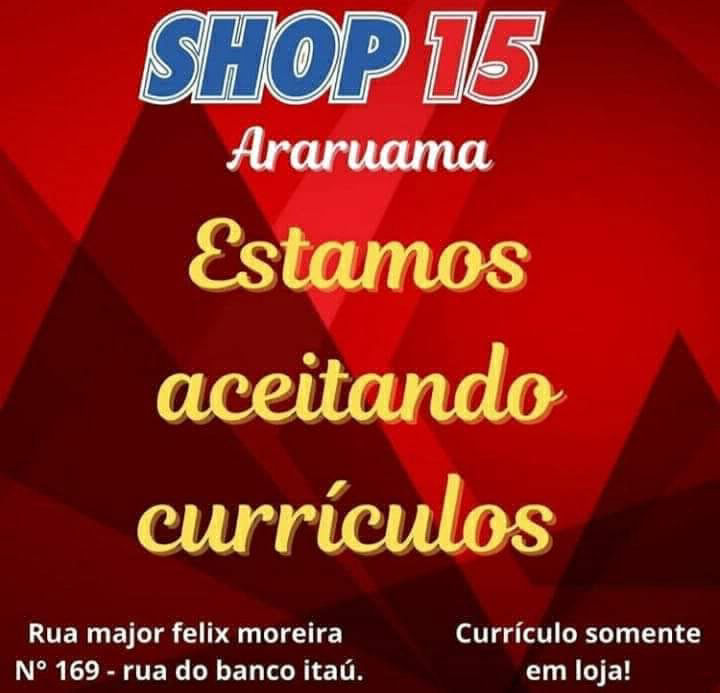 SHOP 15
Araruama
Estamos
aceitando
currículos
Rua major felix moreira
Nº 169 - rua do banco itaú.
Currículo somente
em loja!